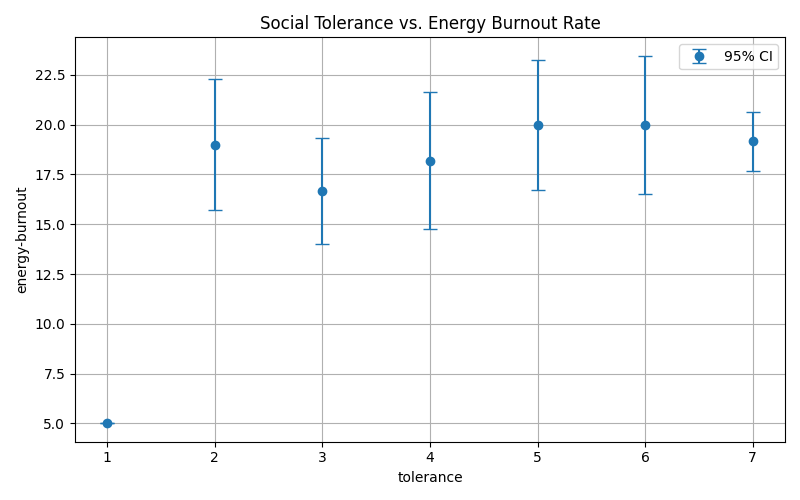 Social Tolerance vs. Energy Burnout Rate
95% CI
energy-burnout
22.5
20.0
17.5
15.0
12.5
10.0
7.5
5.0
1 2 3 4 5 6 7
tolerance